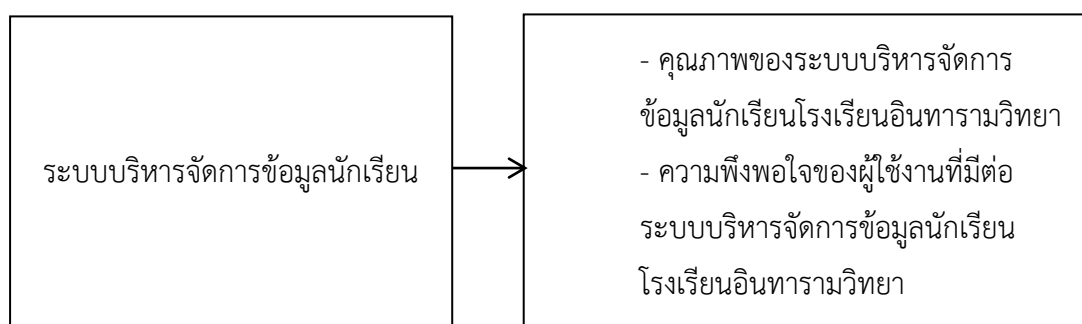 ระบบบริหารจัดการข้อมูลนักเรียน
- คุณภาพของระบบบริหารจัดการ
ข้อมูลนักเรียนโรงเรียนอินทารามวิทยา
- ความพึงพอใจของผู้ใช้งานที่มีต่อ
ระบบบริหารจัดการข้อมูลนักเรียน
โรงเรียนอินทารามวิทยา